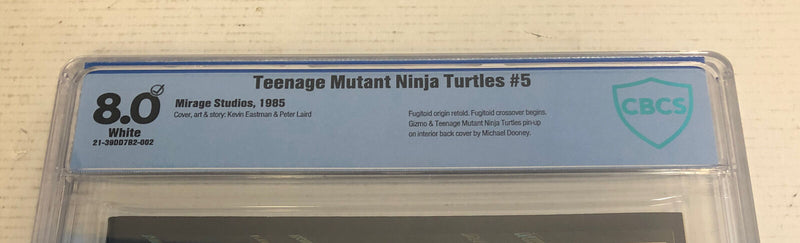 Teenage Mutant Ninja Turtles #5
8.0
White
21-39DD7B2-002
Mirage Studios, 1985
Cover, art & story: Kevin Eastman & Peter Laird
Fugitoid origin retold. Fugitoid crossover begins.
Gizmo & Teenage Mutant Ninja Turtles pin-up
on interior back cover by Michael Dooney.
CBCS